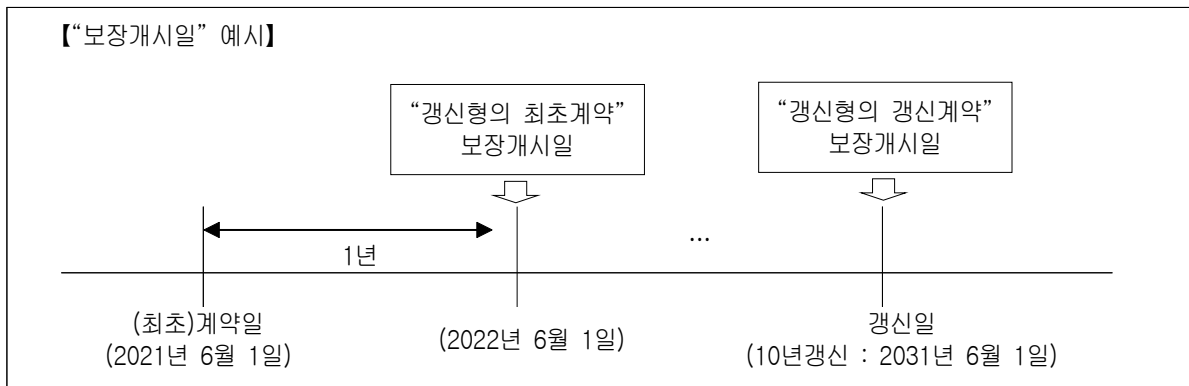 【“보장개시일” 예시】
“갱신형의 최초계약”
보장개시일
“갱신형의 갱신계약”
보장개시일
...
1년
(최초)계약일
(2021년 6월 1일)
(2022년 6월 1일)
갱신일
(10년갱신 : 2031년 6월 1일)